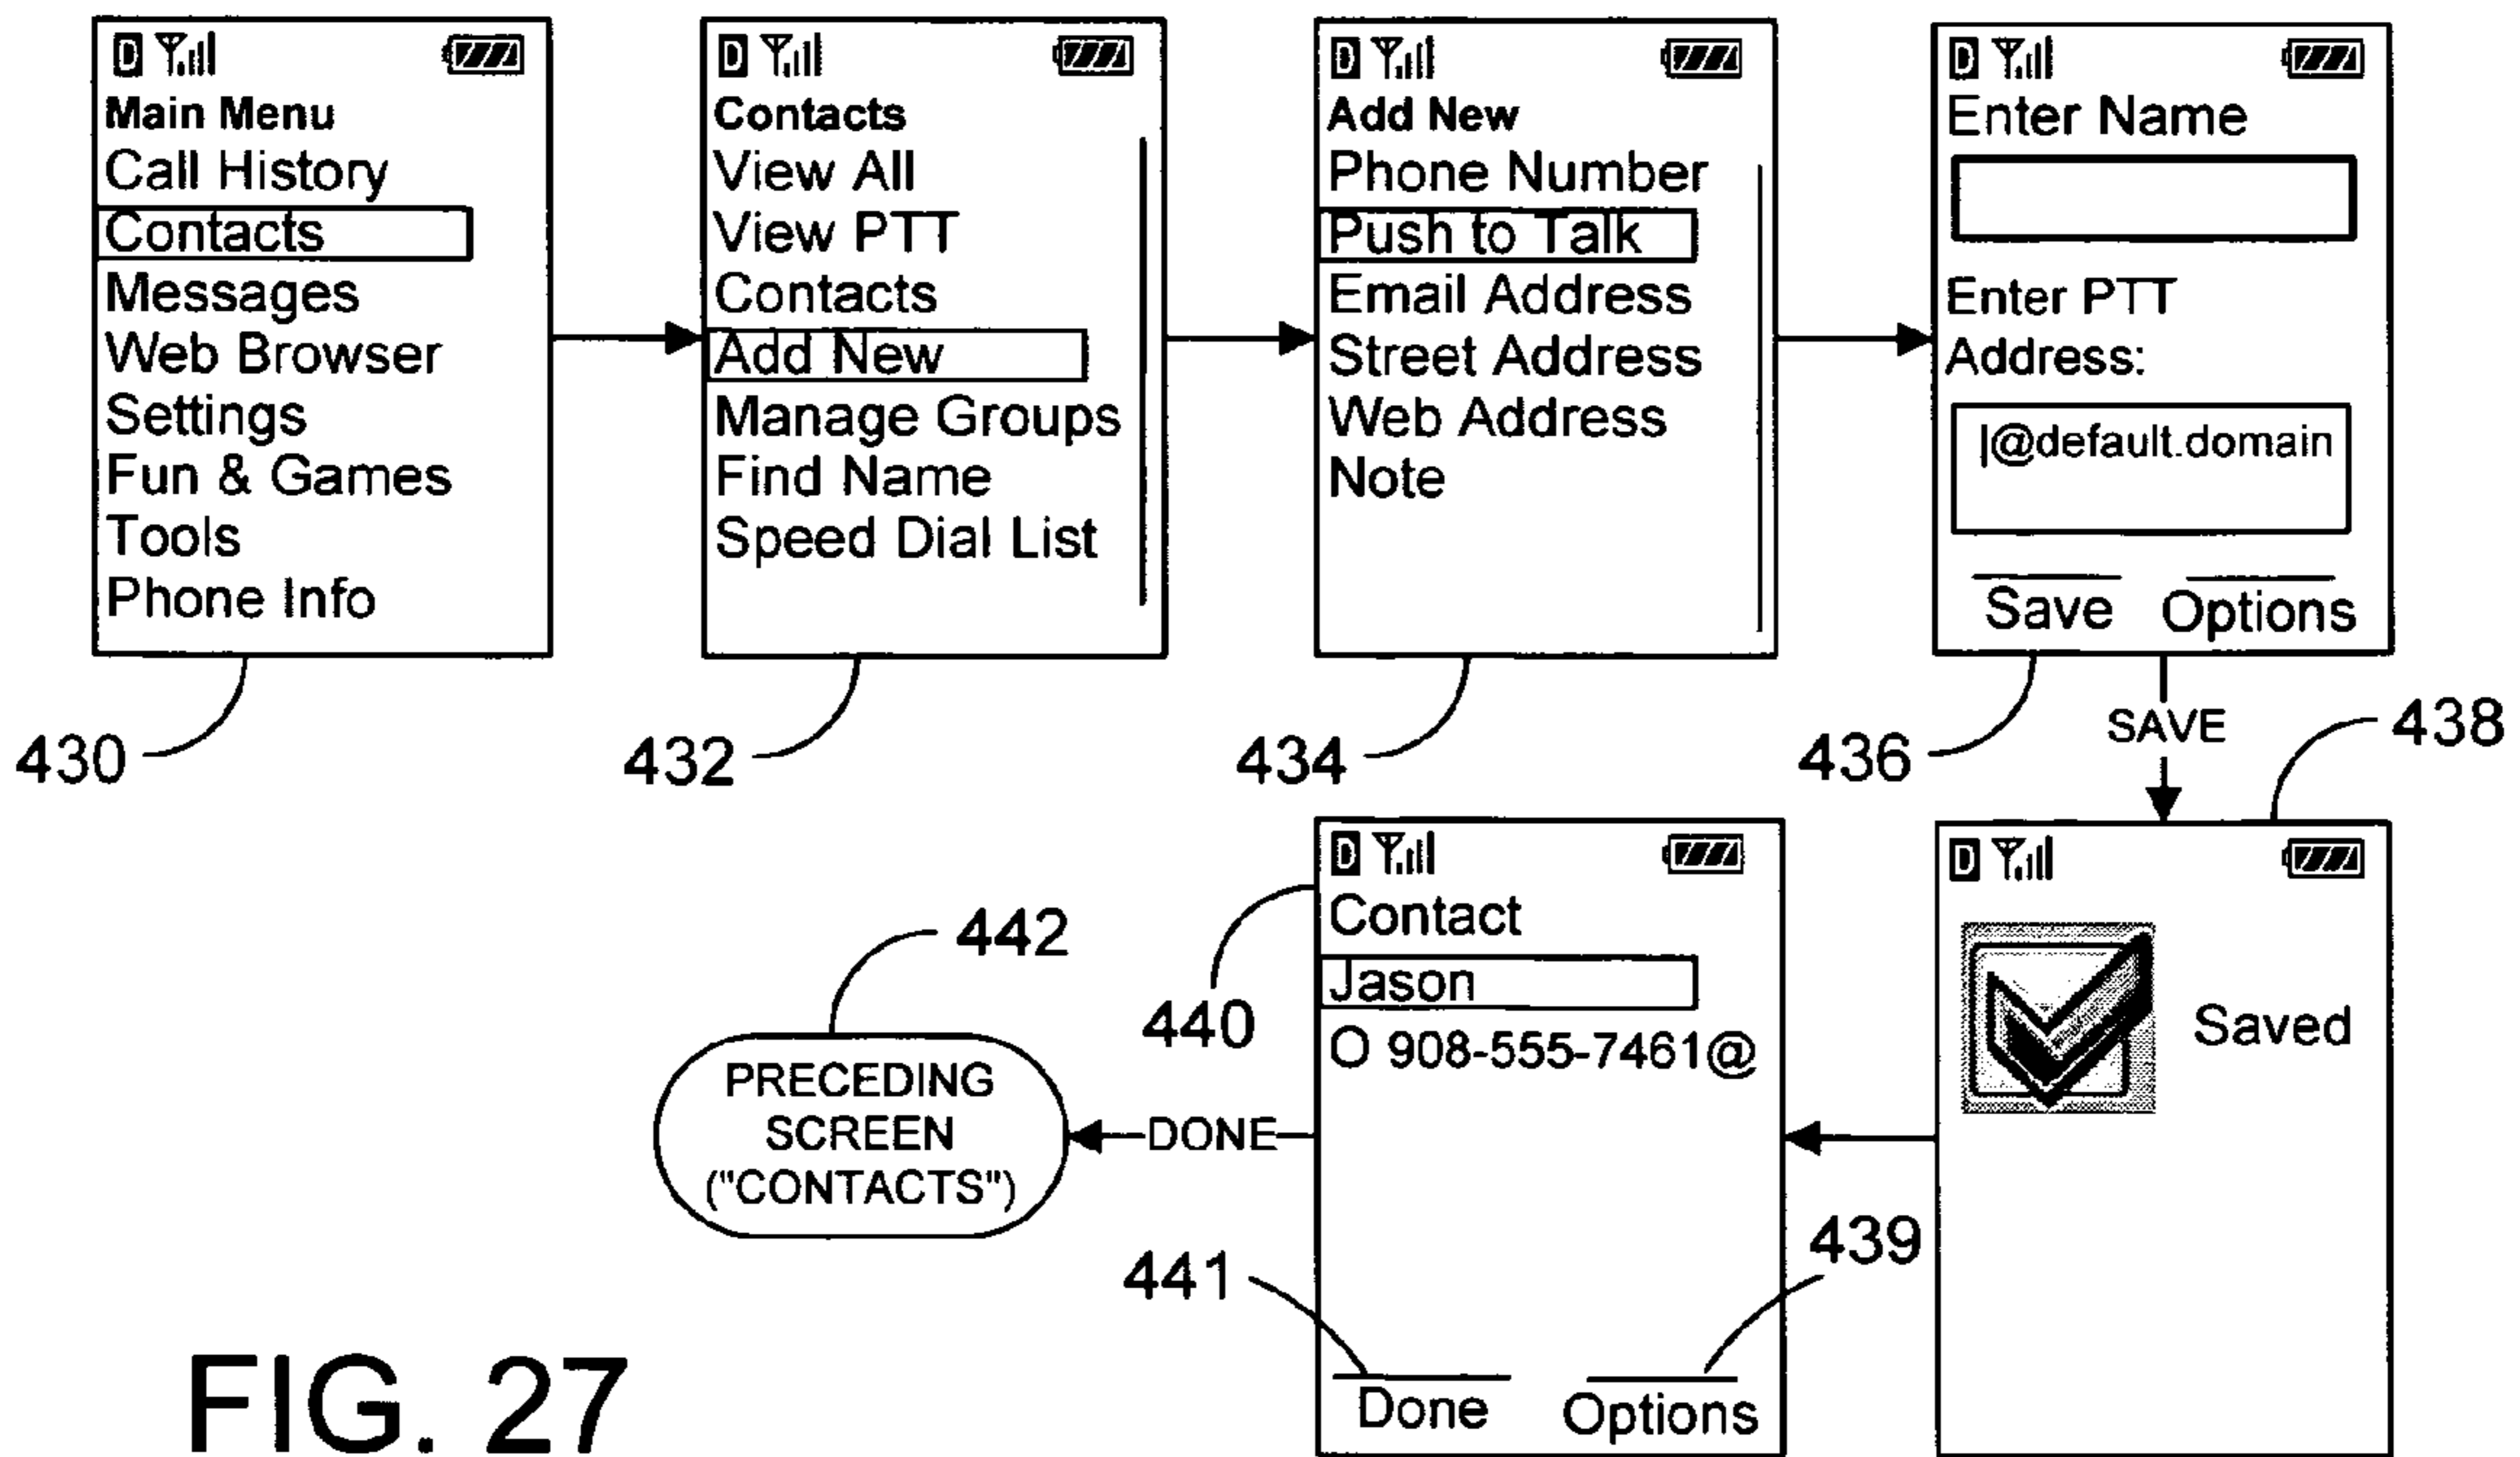 D
Main Menu
Call History
Contacts
Messages
Web Browser
Settings
Fun & Games
Tools
Phone Info
430
D
Contacts
View All
View PTT
Contacts
Add New
Manage Groups
Find Name
Speed Dial List
432
D
Add New
Phone Number
Push to Talk
Email Address
Street Address
Web Address
Note
434
D
Enter Name
Enter PTT
Address:
|@default.domain
Save Options
436
SAVE
438
D
Saved
D
Contact
Jason
O 908-555-7461@
Done Options
440
441
439
DONE
442
PRECEDING
SCREEN
("CONTACTS")
FIG. 27